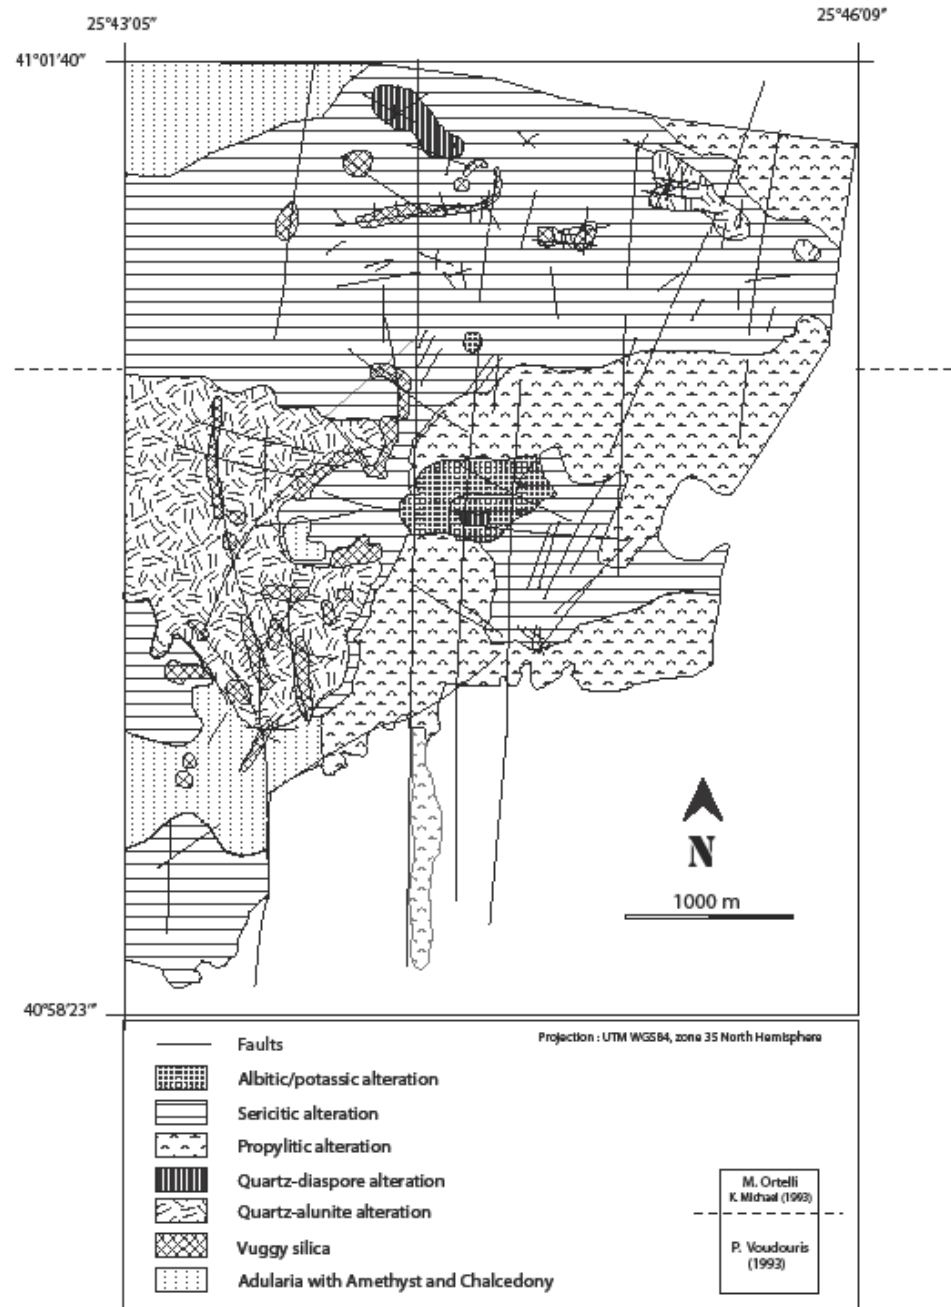 25°43'05"
25°46'09"
41°01'40"
N
1000 m
40°58'23"
Projection : UTM WGS84, zone 35 North Hemisphere
Faults
Albitic/potassic alteration
Sericitic alteration
Propylitic alteration
Quartz-diaspore alteration
Quartz-alunite alteration
Vuggy silica
Adularia with Amethyst and Chalcedony
M. Ortelli
K. Michael (1993)
P. Voudouris
(1993)